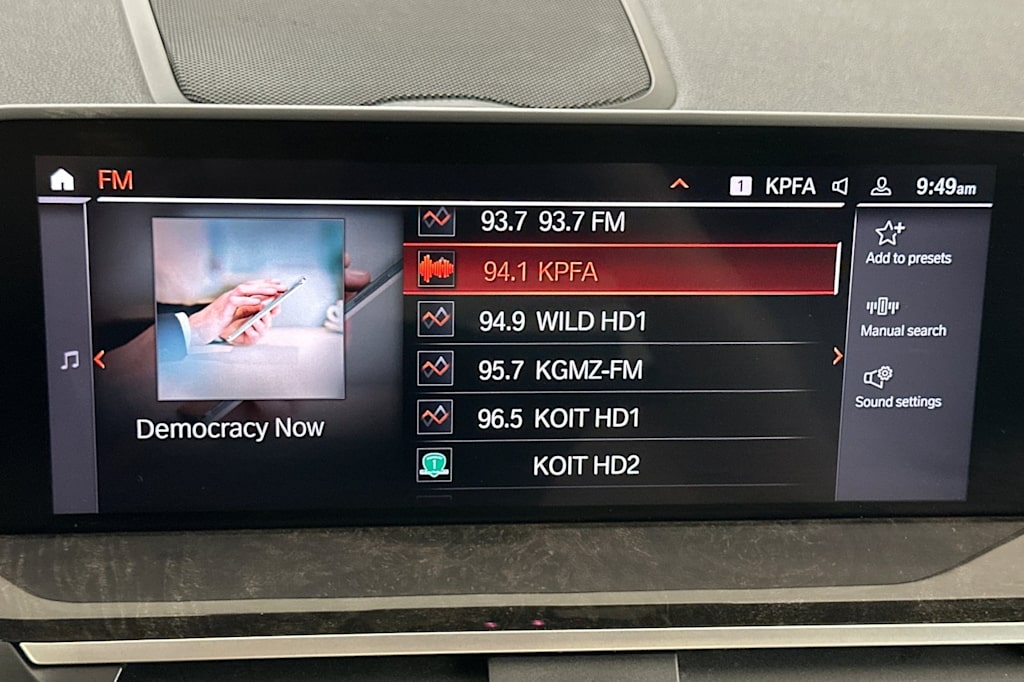 FM
1 KPFA 9:49am
93.7 93.7 FM
94.1 KPFA
94.9 WILD HD1
95.7 KGMZ-FM
96.5 KOIT HD1
KOIT HD2
Democracy Now
Add to presets
Manual search
Sound settings